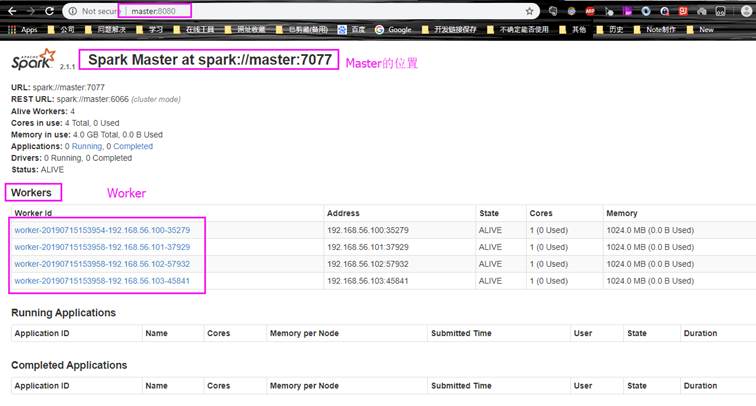 Not secure | master:8080
Apps 公司 问题解决 学习 在线工具 网址收藏 已剪藏(备用) 百度 Google 开发链接保存 不确定能否使用 其他 历史 Note制作 New
APACHE Spark 2.1.1 Spark Master at spark://master:7077 Master的位置
URL: spark://master:7077
REST URL: spark://master:6066 (cluster mode)
Alive Workers: 4
Cores in use: 4 Total, 0 Used
Memory in use: 4.0 GB Total, 0.0 B Used
Applications: 0 Running, 0 Completed
Drivers: 0 Running, 0 Completed
Status: ALIVE
Workers Worker
Worker Id Address State Cores Memory
worker-20190715153954-192.168.56.100-35279 192.168.56.100:35279 ALIVE 1 (0 Used) 1024.0 MB (0.0 B Used)
worker-20190715153958-192.168.56.101-37929 192.168.56.101:37929 ALIVE 1 (0 Used) 1024.0 MB (0.0 B Used)
worker-20190715153958-192.168.56.102-57932 192.168.56.102:57932 ALIVE 1 (0 Used) 1024.0 MB (0.0 B Used)
worker-20190715153958-192.168.56.103-45841 192.168.56.103:45841 ALIVE 1 (0 Used) 1024.0 MB (0.0 B Used)
Running Applications
Application ID Name Cores Memory per Node Submitted Time User State Duration
Completed Applications
Application ID Name Cores Memory per Node Submitted Time User State Duration